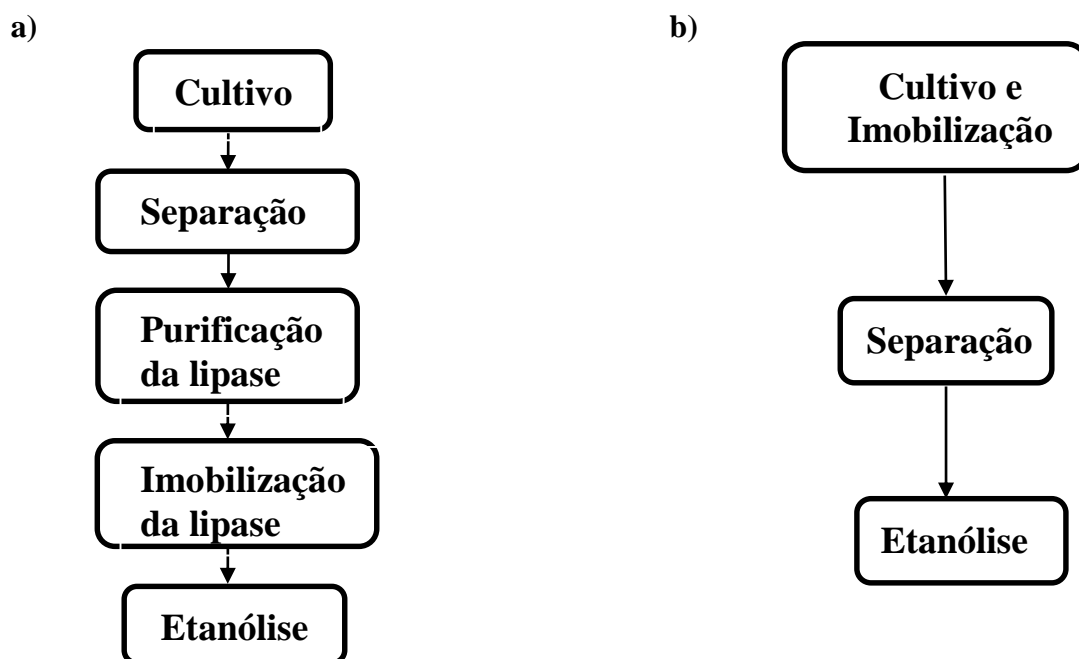 a)
Cultivo
Separação
Purificação
da lipase
Imobilização
da lipase
Etanólise
b)
Cultivo e
Imobilização
Separação
Etanólise